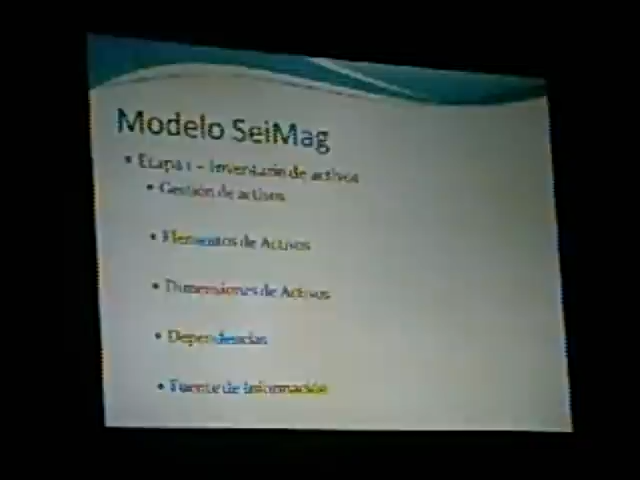 Modelo SeiMag
• Etapa 1 – Inventario de activos
• Gestión de activos
• Elementos de Activos
• Dimensiones de Activos
• Dependencias
• Fuente de Información